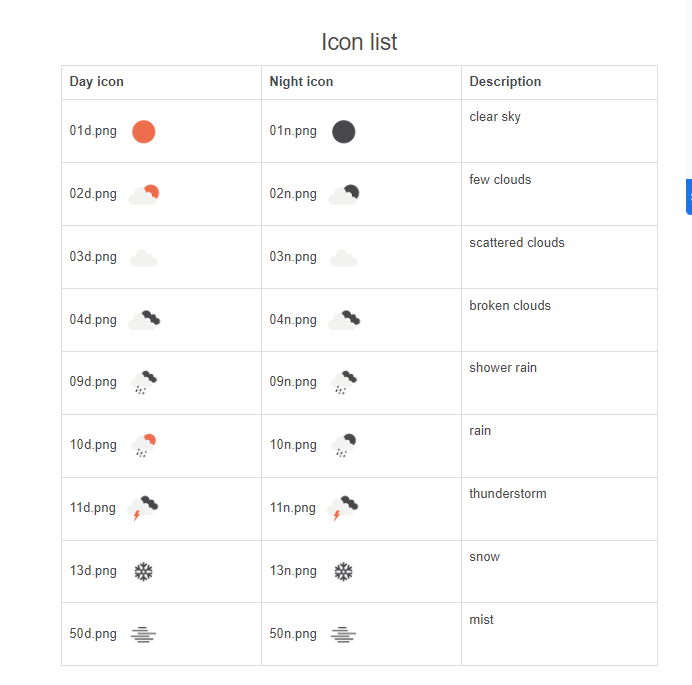 Icon list
Day icon Night icon Description
01d.png 01n.png clear sky
02d.png 02n.png few clouds
03d.png 03n.png scattered clouds
04d.png 04n.png broken clouds
09d.png 09n.png shower rain
10d.png 10n.png rain
11d.png 11n.png thunderstorm
13d.png 13n.png snow
50d.png 50n.png mist